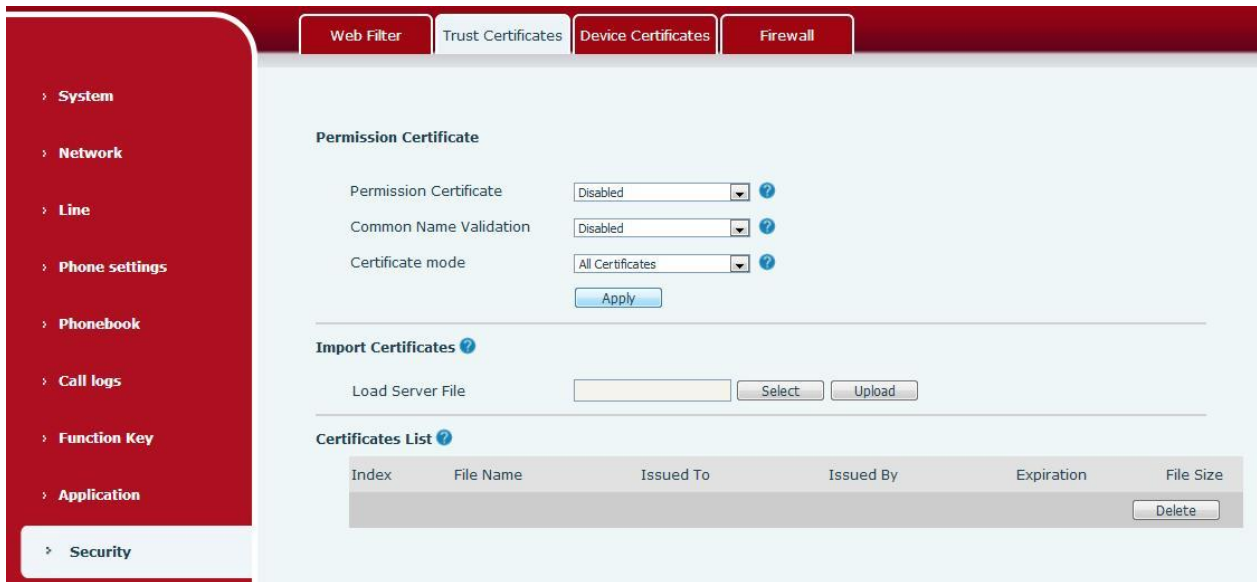 Web Filter Trust Certificates Device Certificates Firewall
System
Network
Line
Phone settings
Phonebook
Call logs
Function Key
Application
Security
Permission Certificate
Permission Certificate Disabled ?
Common Name Validation Disabled ?
Certificate mode All Certificates ?
Apply
Import Certificates ?
Load Server File Select Upload
Certificates List ?
Index File Name Issued To Issued By Expiration File Size
Delete